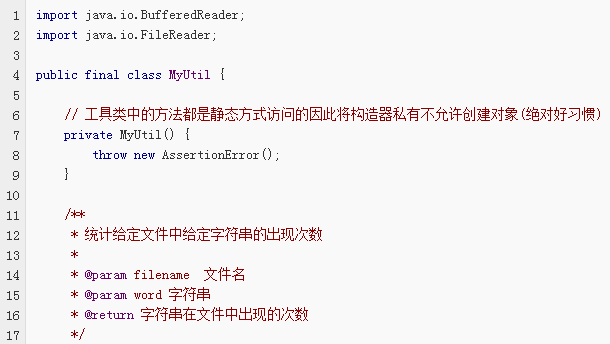 1 import java.io.BufferedReader;
2 import java.io.FileReader;
3
4 public final class MyUtil {
5
6     // 工具类中的方法都是静态方式访问的因此将构造器私有不允许创建对象(绝对好习惯)
7     private MyUtil() {
8         throw new AssertionError();
9     }
10
11     /**
12      * 统计给定文件中给定字符串的出现次数
13      *
14      * @param filename  文件名
15      * @param word 字符串
16      * @return 字符串在文件中出现的次数
17      */